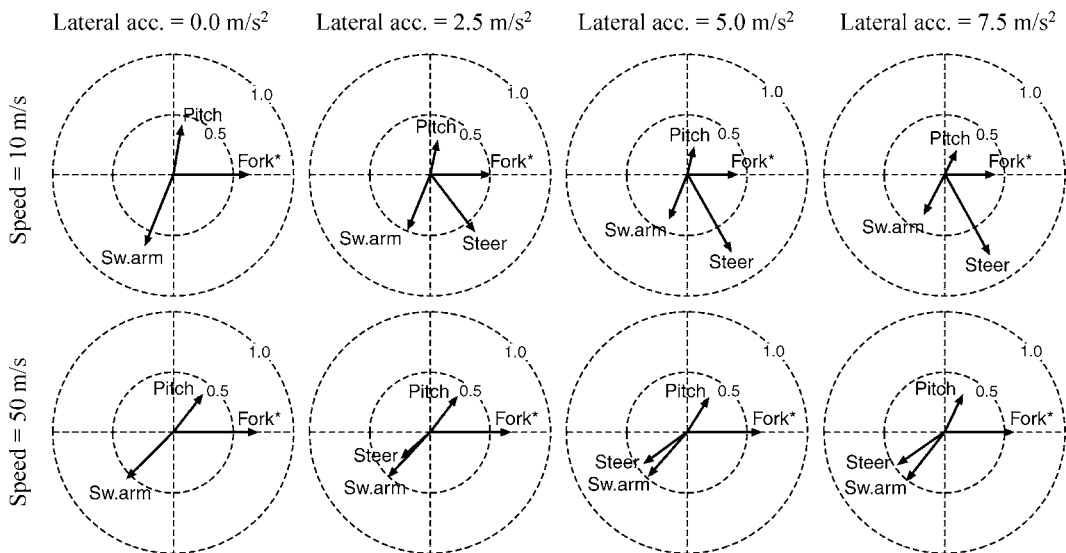 Lateral acc. = 0.0 m/s² Lateral acc. = 2.5 m/s² Lateral acc. = 5.0 m/s² Lateral acc. = 7.5 m/s²
Speed = 10 m/s
1.0 1.0 1.0 1.0
Pitch 0.5 Pitch 0.5 Pitch 0.5 Pitch 0.5
Fork* Fork* Fork* Fork*
Sw.arm Sw.arm Steer Sw.arm Steer Sw.arm Steer
Speed = 50 m/s
1.0 1.0 1.0 1.0
Pitch 0.5 Pitch 0.5 Pitch 0.5 Pitch 0.5
Fork* Fork* Fork* Fork*
Steer Steer Steer
Sw.arm Sw.arm Sw.arm Sw.arm